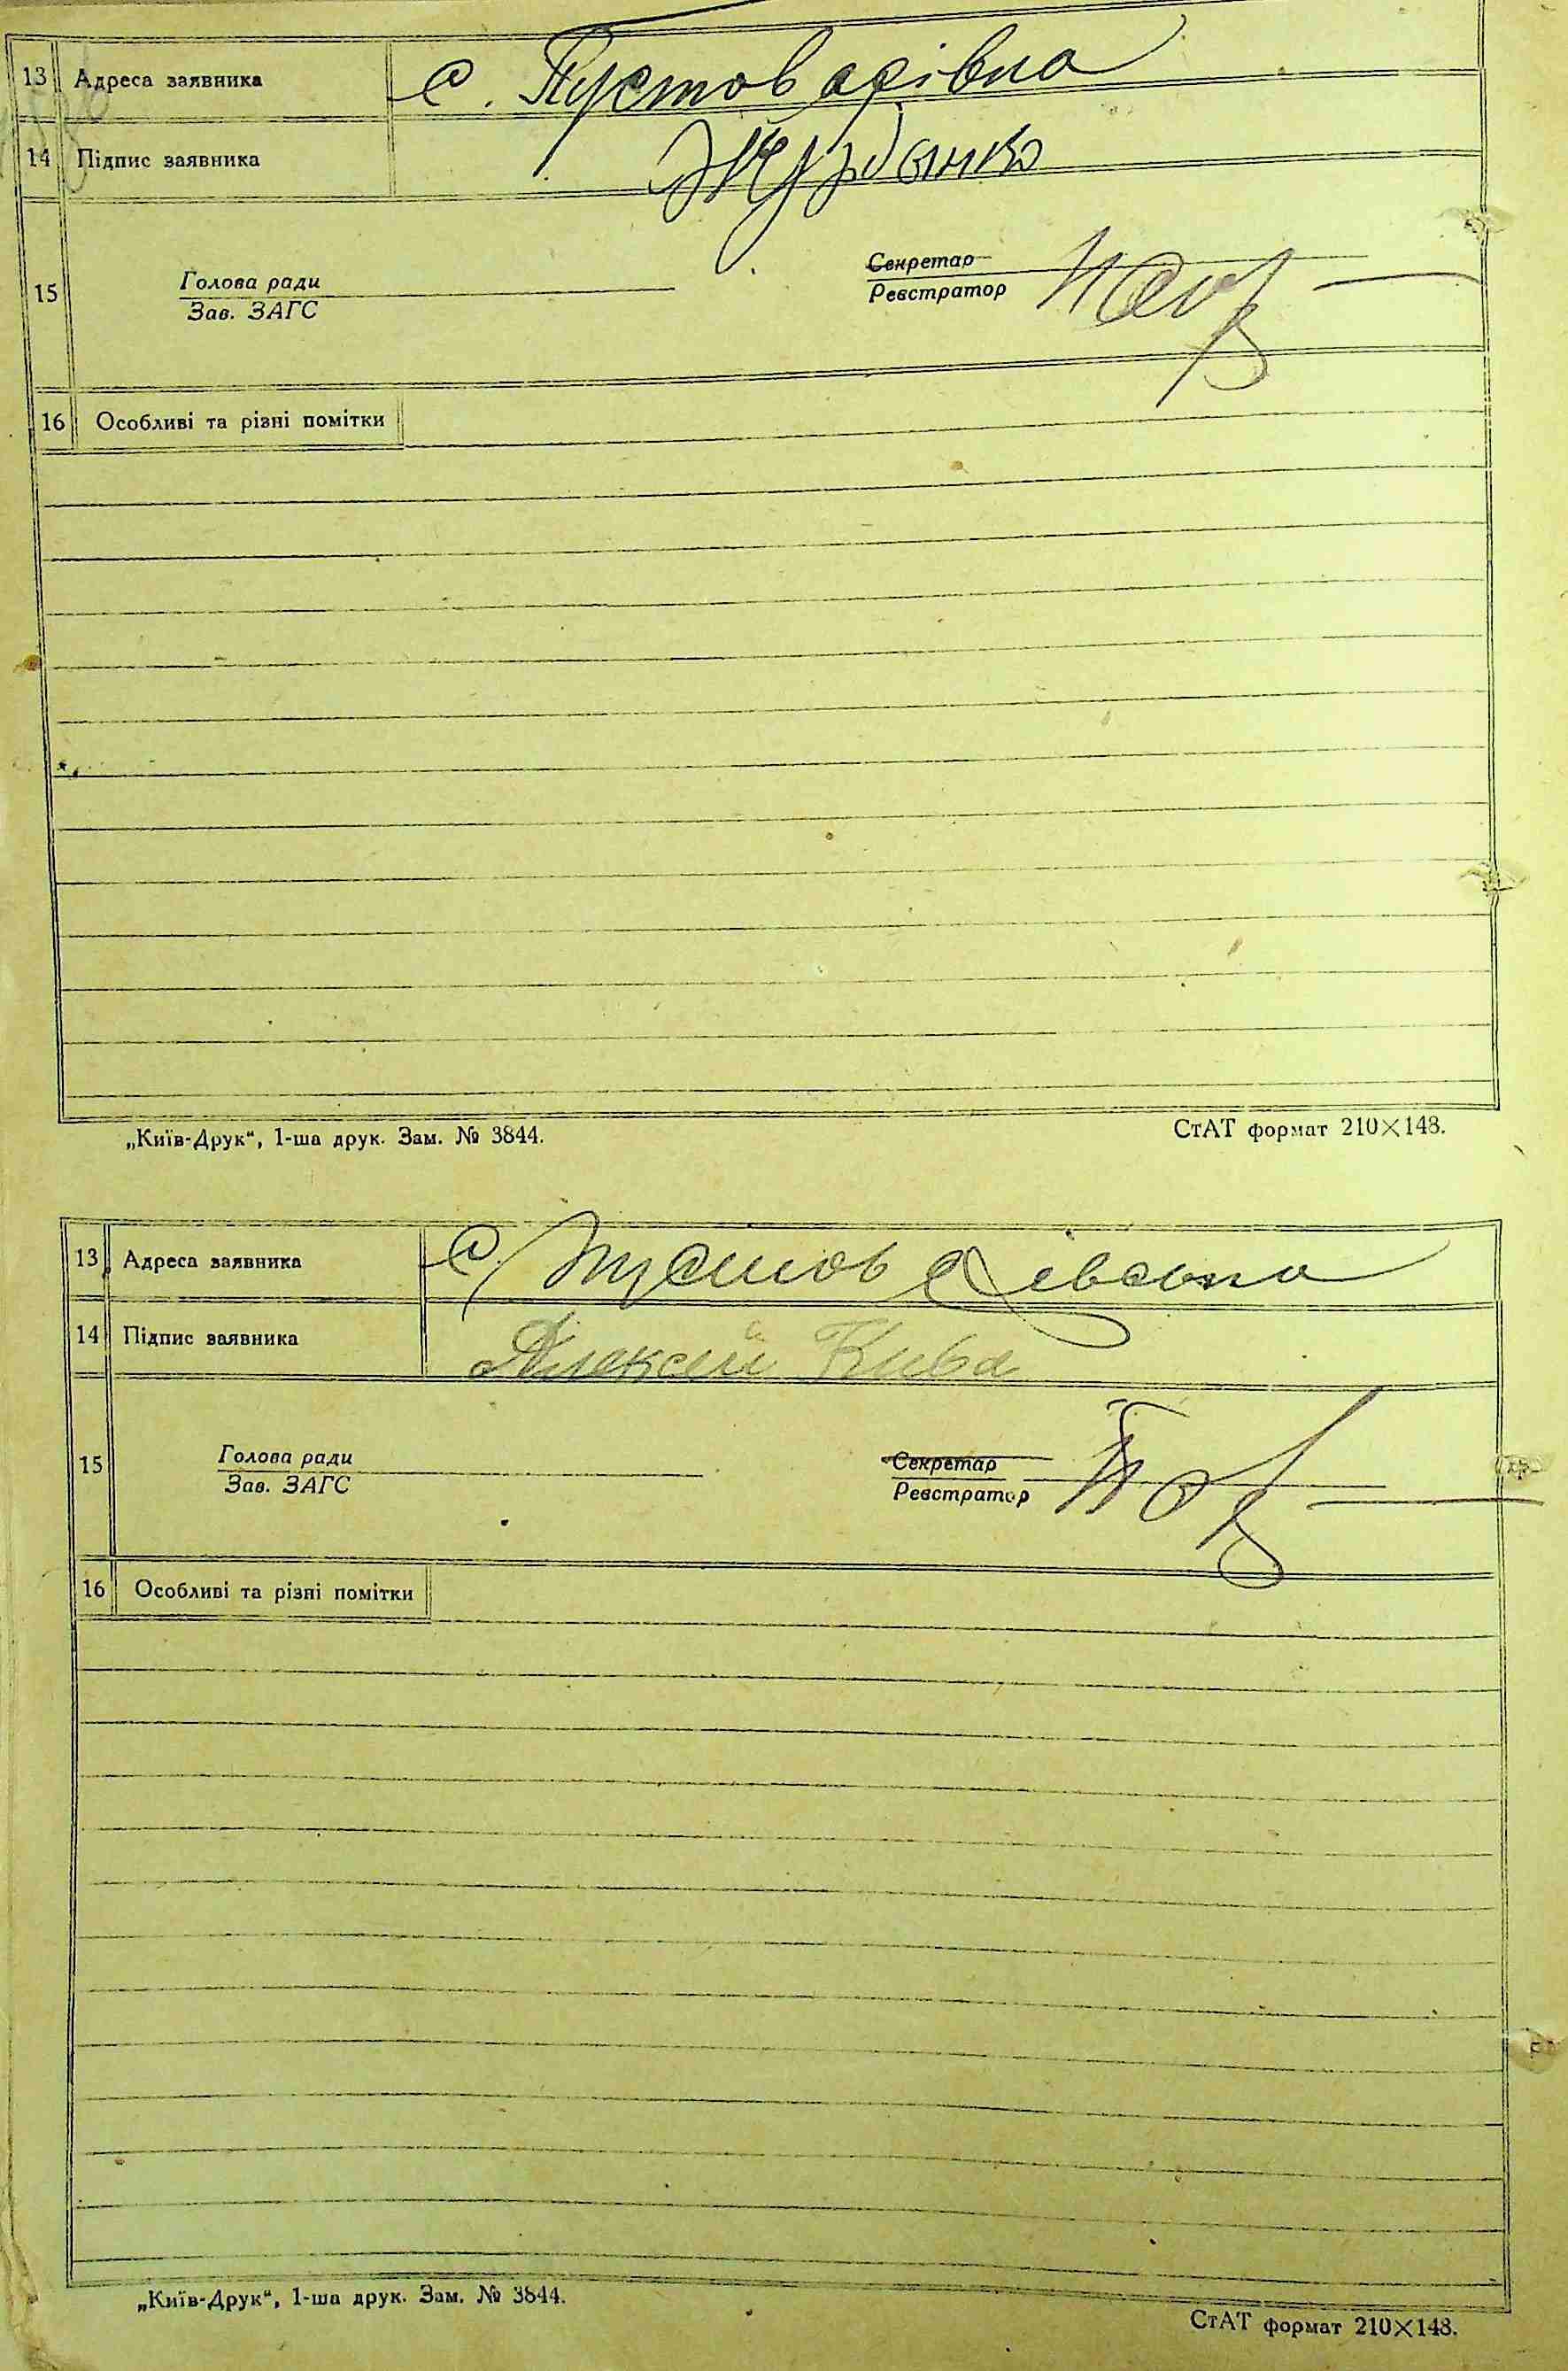 13 Адреса заявника с. Пустоварівка
14 Підпис заявника
15 Голова ради Секретар
Зав. ЗАГС Реєстратор
16 Особливі та різні помітки
„Київ-Друк“, 1-ша друк. Зам. № 3844. СтАТ формат 210×148.
13 Адреса заявника с.
14 Підпис заявника Алексей Кива
15 Голова ради Секретар
Зав. ЗАГС Реєстратор
16 Особливі та різні помітки
„Київ-Друк“, 1-ша друк. Зам. № 3844.
СтАТ формат 210×148.